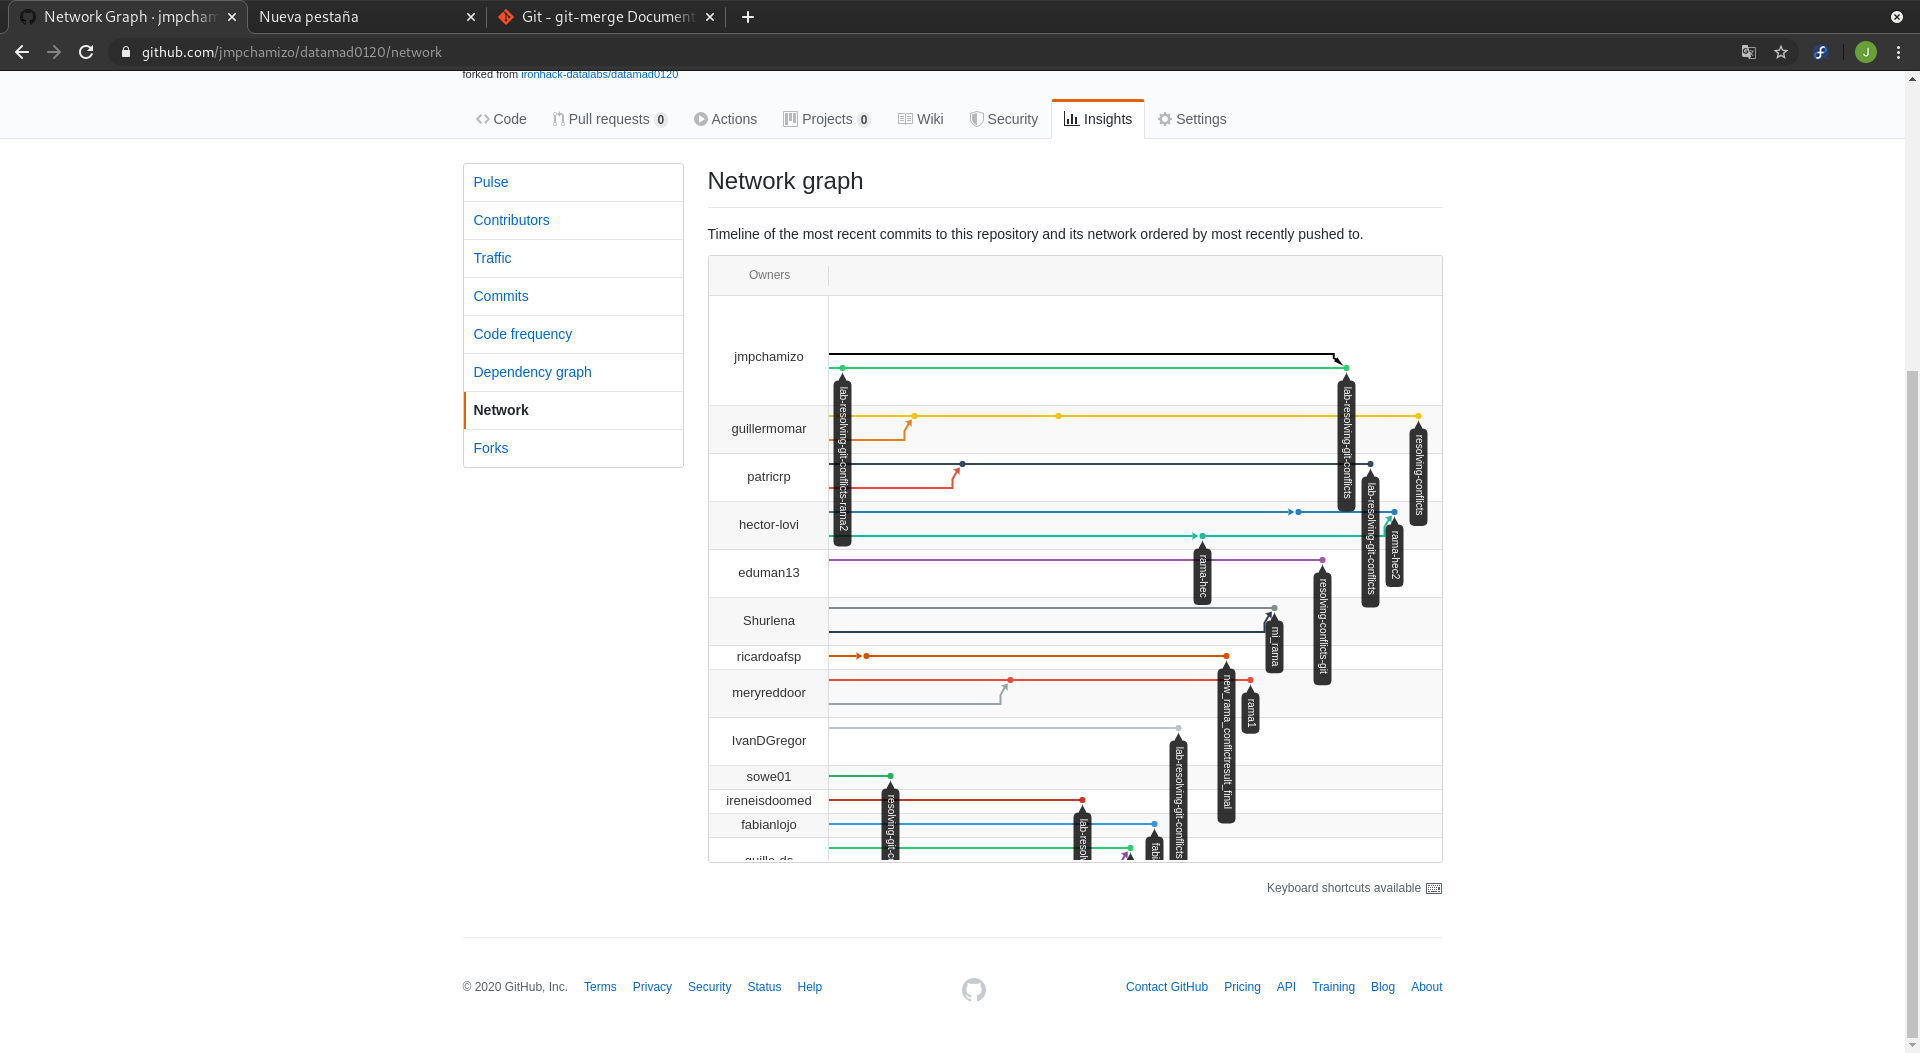 Network Graph · jmpcham
Nueva pestaña
Git - git-merge Document
github.com/jmpchamizo/datamad0120/network
J
forked from ironhack-datalabs/datamad0120
Code
Pull requests 0
Actions
Projects 0
Wiki
Security
Insights
Settings
Pulse
Contributors
Traffic
Commits
Code frequency
Dependency graph
Network
Forks
Network graph
Timeline of the most recent commits to this repository and its network ordered by most recently pushed to.
Owners
jmpchamizo
guillermomar
patricrp
hector-lovi
eduman13
Shurlena
ricardoafsp
meryreddoor
IvanDGregor
sowe01
ireneisdoomed
fabianlojo
lab-resolving-git-conflicts-rama2
lab-resolving-git-conflicts
resolving-conflicts
lab-resolving-git-conflicts
rama-hec2
rama-hec
resolving-conflicts-git
mi_rama
new_rama_conflictresult_final
rama1
lab-resolving-git-conflicts
resolving-git-c
lab-resolv
fabi
Keyboard shortcuts available
© 2020 GitHub, Inc.
Terms
Privacy
Security
Status
Help
Contact GitHub
Pricing
API
Training
Blog
About